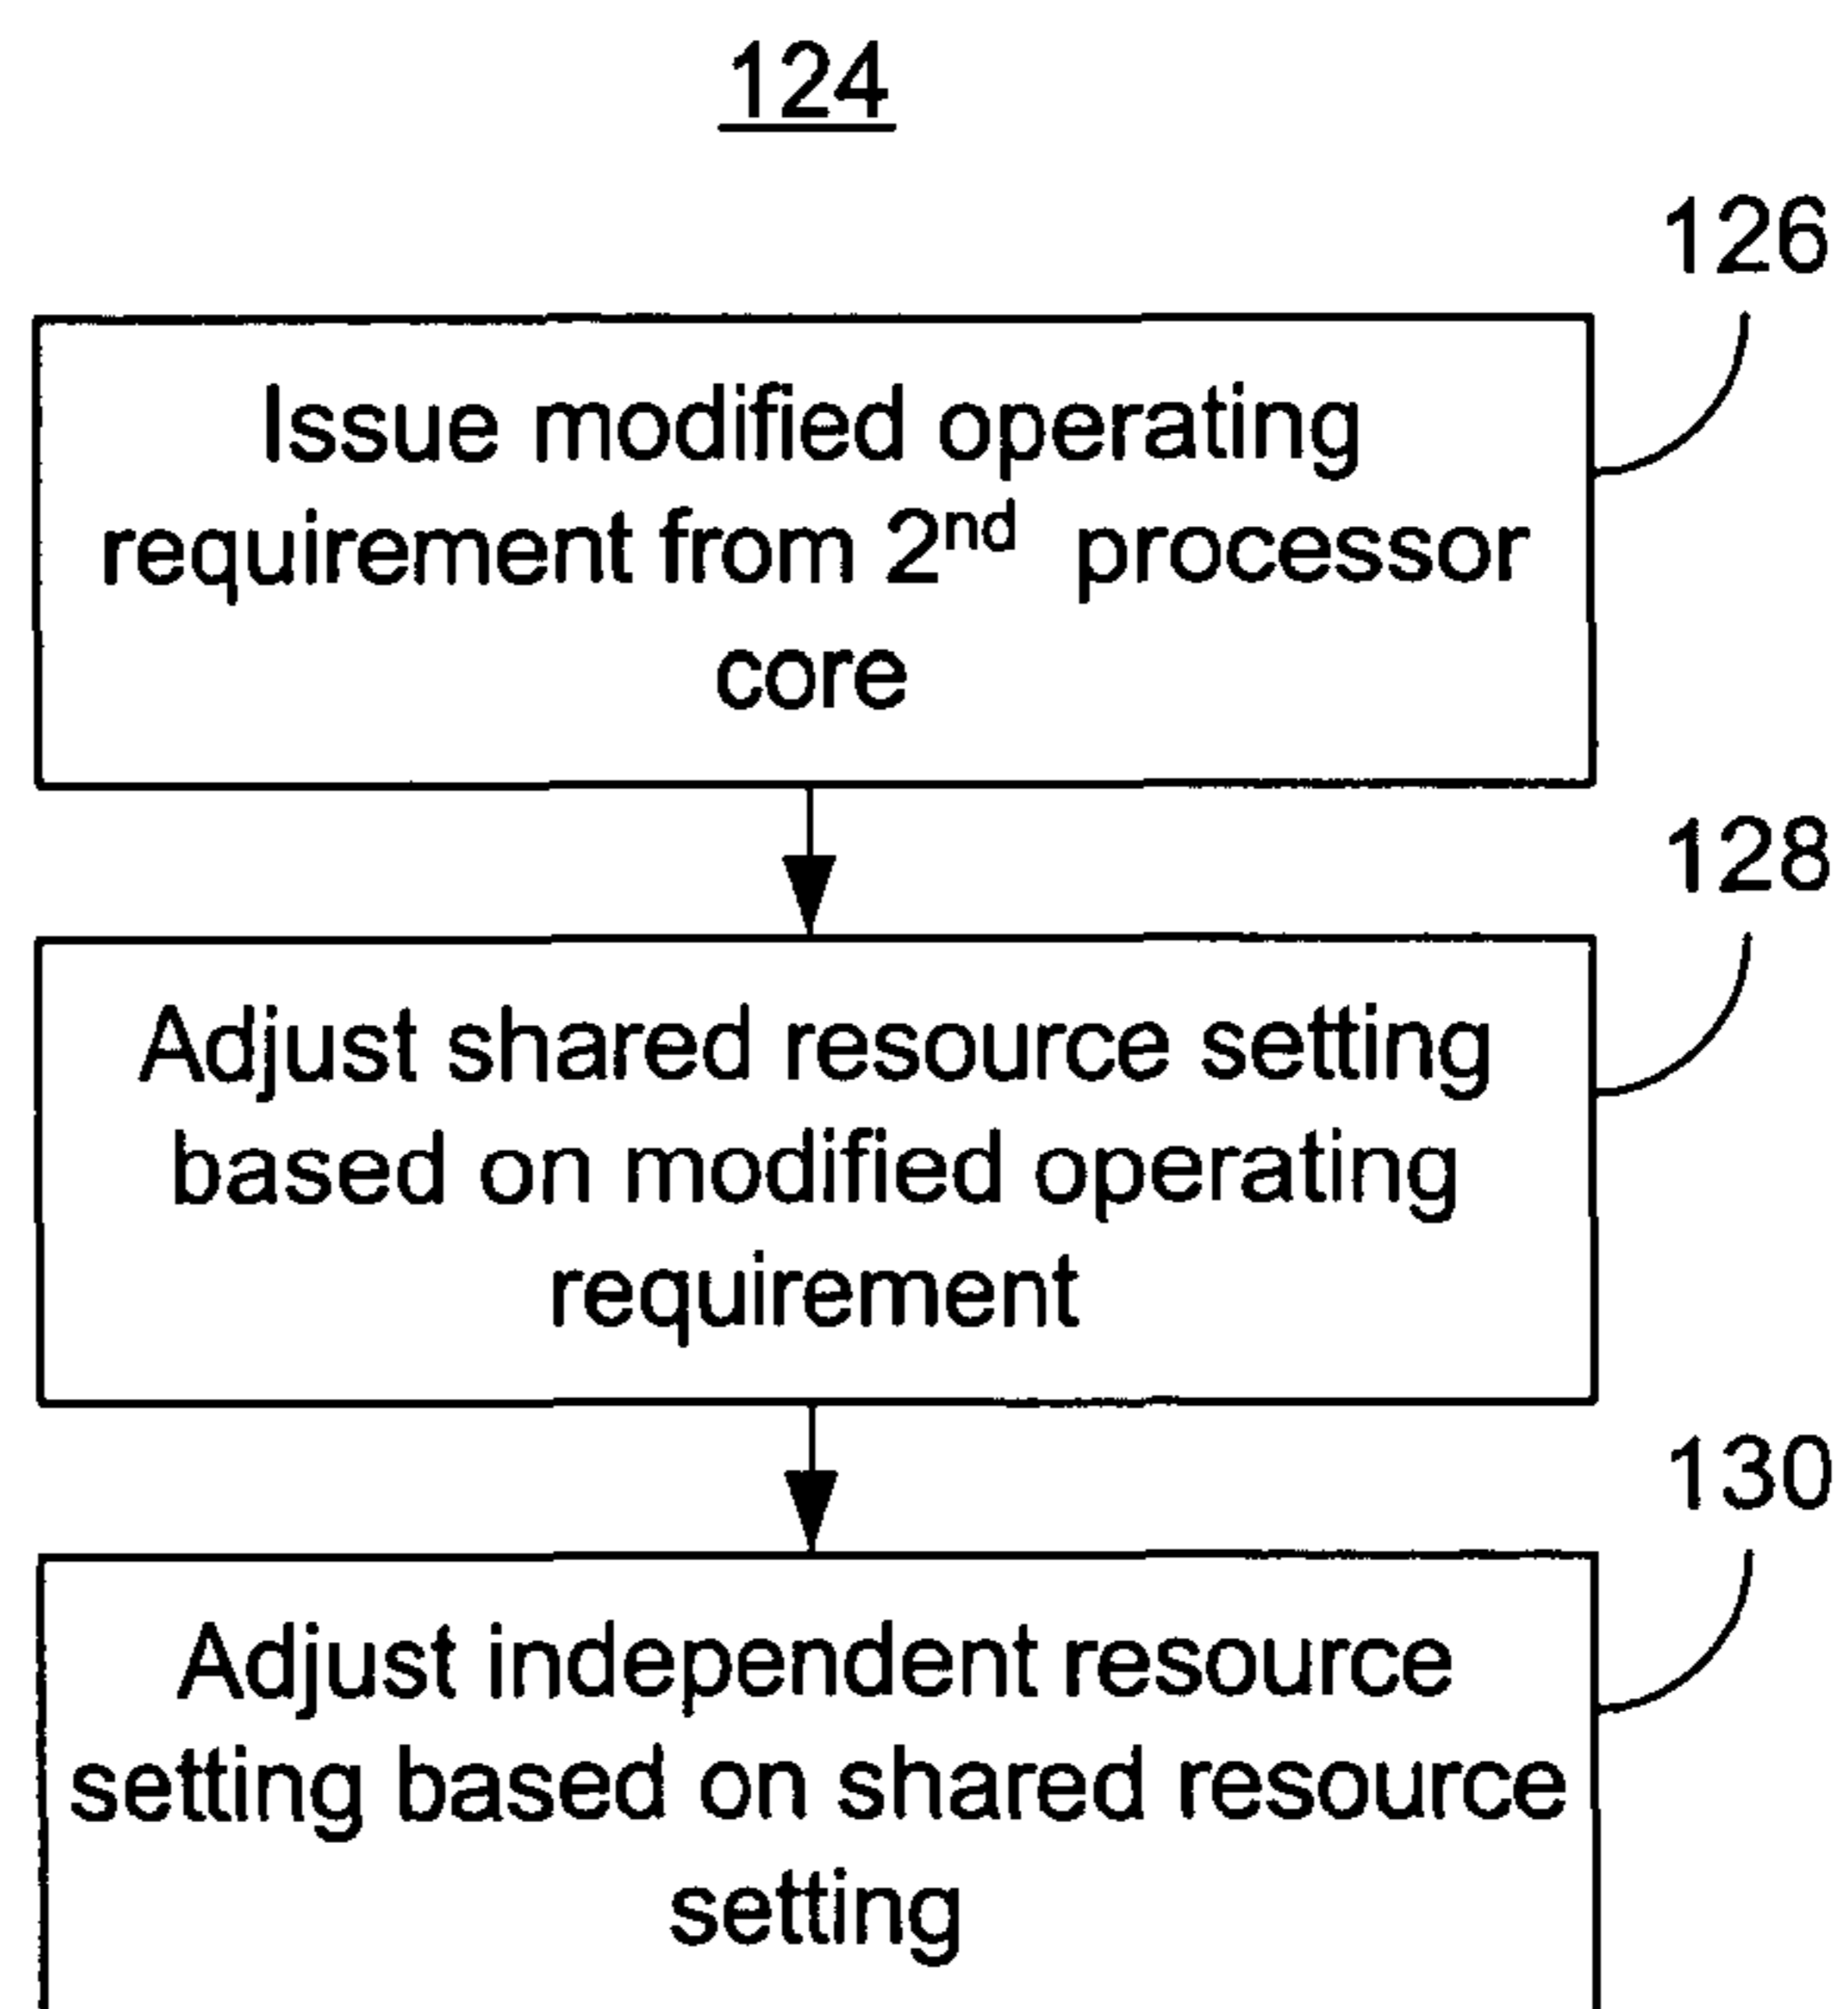 124
126
Issue modified operating
requirement from 2nd processor
core
128
Adjust shared resource setting
based on modified operating
requirement
130
Adjust independent resource
setting based on shared resource
setting